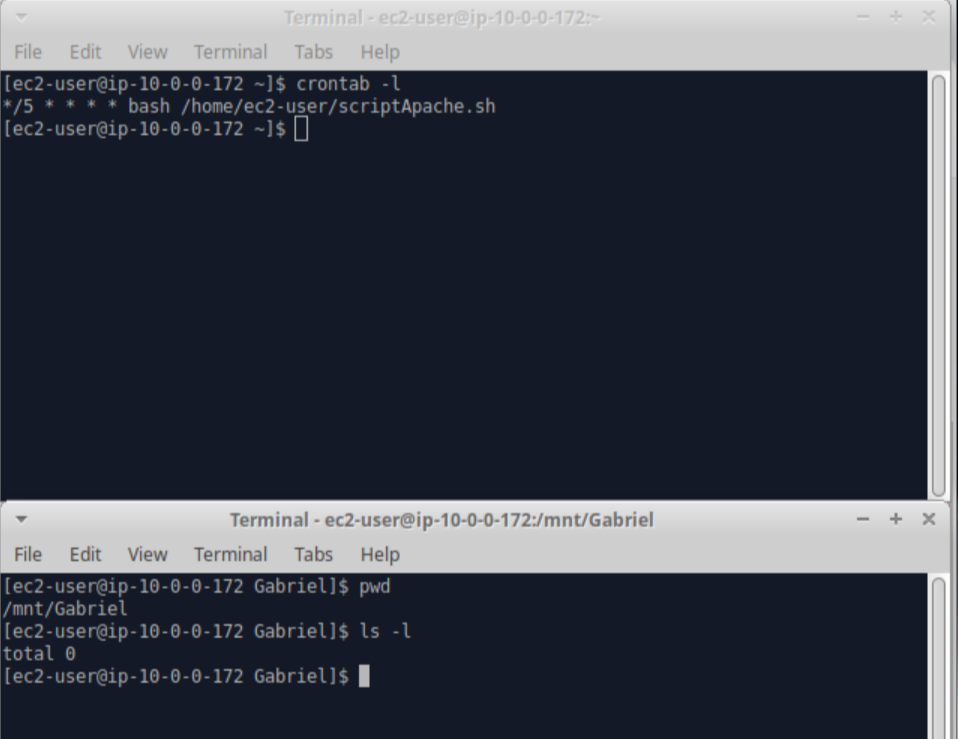 Terminal - ec2-user@ip-10-0-0-172:~
File Edit View Terminal Tabs Help
[ec2-user@ip-10-0-0-172 ~]$ crontab -l
*/5 * * * * bash /home/ec2-user/scriptApache.sh
[ec2-user@ip-10-0-0-172 ~]$
Terminal - ec2-user@ip-10-0-0-172:/mnt/Gabriel
File Edit View Terminal Tabs Help
[ec2-user@ip-10-0-0-172 Gabriel]$ pwd
/mnt/Gabriel
[ec2-user@ip-10-0-0-172 Gabriel]$ ls -l
total 0
[ec2-user@ip-10-0-0-172 Gabriel]$